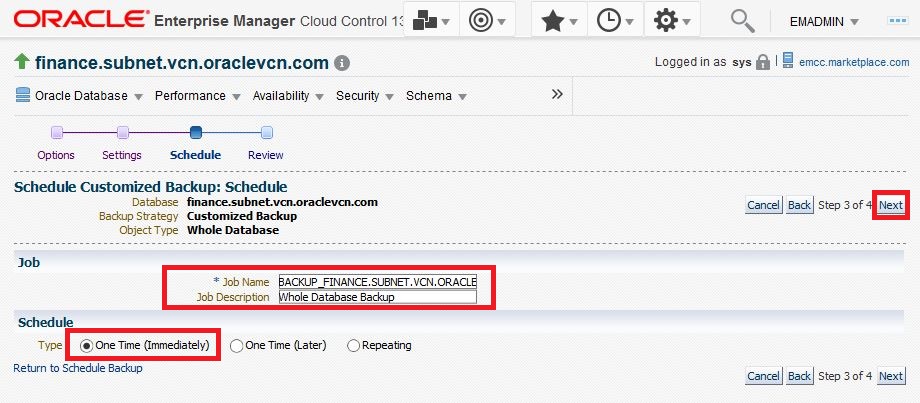 ORACLE Enterprise Manager Cloud Control 13 EMADMIN
finance.subnet.vcn.oraclevcn.com Logged in as sys emcc.marketplace.com
Oracle Database Performance Availability Security Schema »
Options Settings Schedule Review
Schedule Customized Backup: Schedule
Database finance.subnet.vcn.oraclevcn.com
Backup Strategy Customized Backup
Object Type Whole Database
Cancel Back Step 3 of 4 Next
Job
* Job Name BACKUP_FINANCE.SUBNET.VCN.ORACLE
Job Description Whole Database Backup
Schedule
Type One Time (Immediately) One Time (Later) Repeating
Return to Schedule Backup
Cancel Back Step 3 of 4 Next